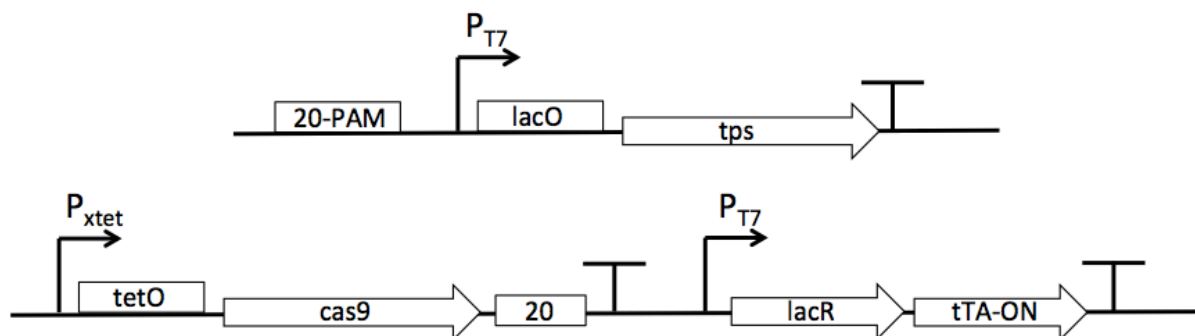 P_T7
20-PAM lacO tps
P_xtet P_T7
tetO cas9 20 lacR tTA-ON